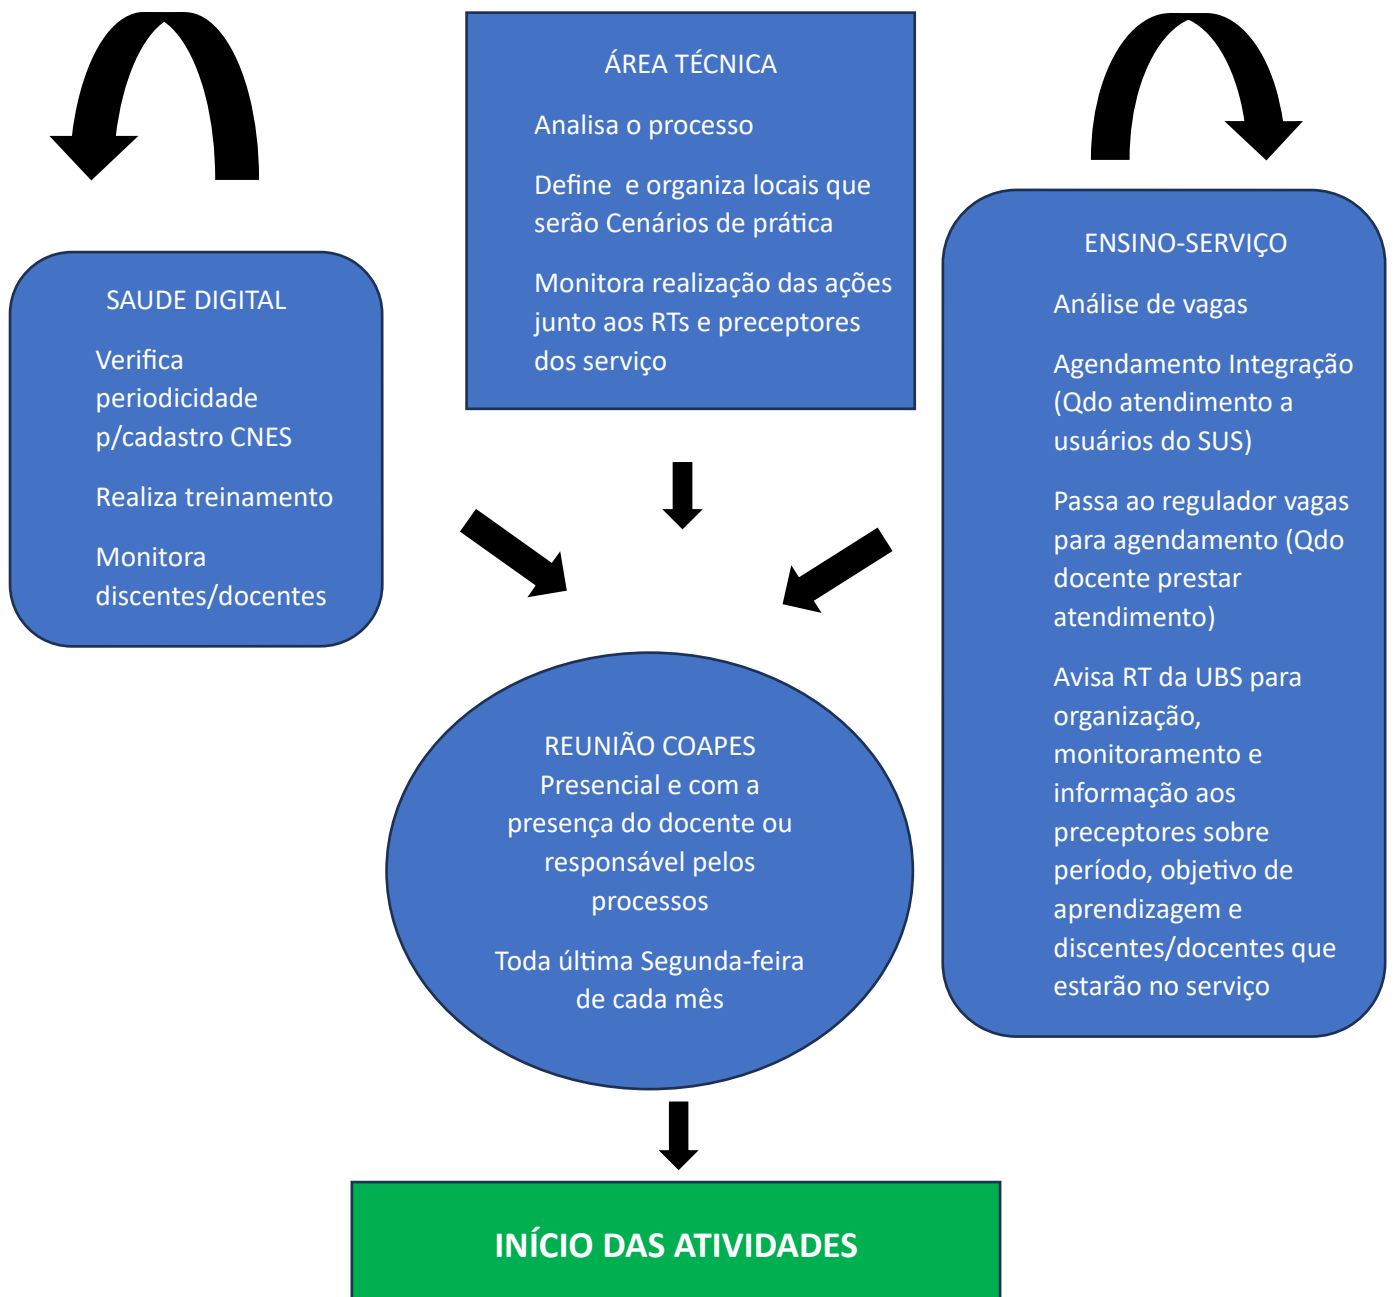 ÁREA TÉCNICA
Analisa o processo
Define  e organiza locais que
serão Cenários de prática
Monitora realização das ações
junto aos RTs e preceptores
dos serviço
SAUDE DIGITAL
Verifica
periodicidade
p/cadastro CNES
Realiza treinamento
Monitora
discentes/docentes
ENSINO-SERVIÇO
Análise de vagas
Agendamento Integração
(Qdo atendimento a
usuários do SUS)
Passa ao regulador vagas
para agendamento (Qdo
docente prestar
atendimento)
Avisa RT da UBS para
organização,
monitoramento e
informação aos
preceptores sobre
período, objetivo de
aprendizagem e
discentes/docentes que
estarão no serviço
REUNIÃO COAPES
Presencial e com a
presença do docente ou
responsável pelos
processos
Toda última Segunda-feira
de cada mês
INÍCIO DAS ATIVIDADES